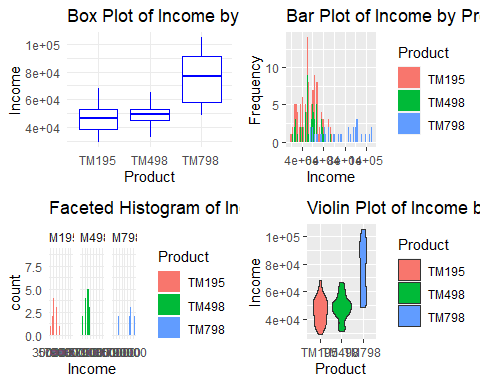 Box Plot of Income by
Income
1e+05
8e+04
6e+04
4e+04
TM195
TM498
TM798
Product
Bar Plot of Income by Pr
Frequency
10
5
0
Income
Product
TM195
TM498
TM798
Faceted Histogram of In
count
7.5
5.0
2.5
0.0
Income
Product
TM195
TM498
TM798
Violin Plot of Income b
Income
1e+05
8e+04
6e+04
4e+04
Product
Product
TM195
TM498
TM798